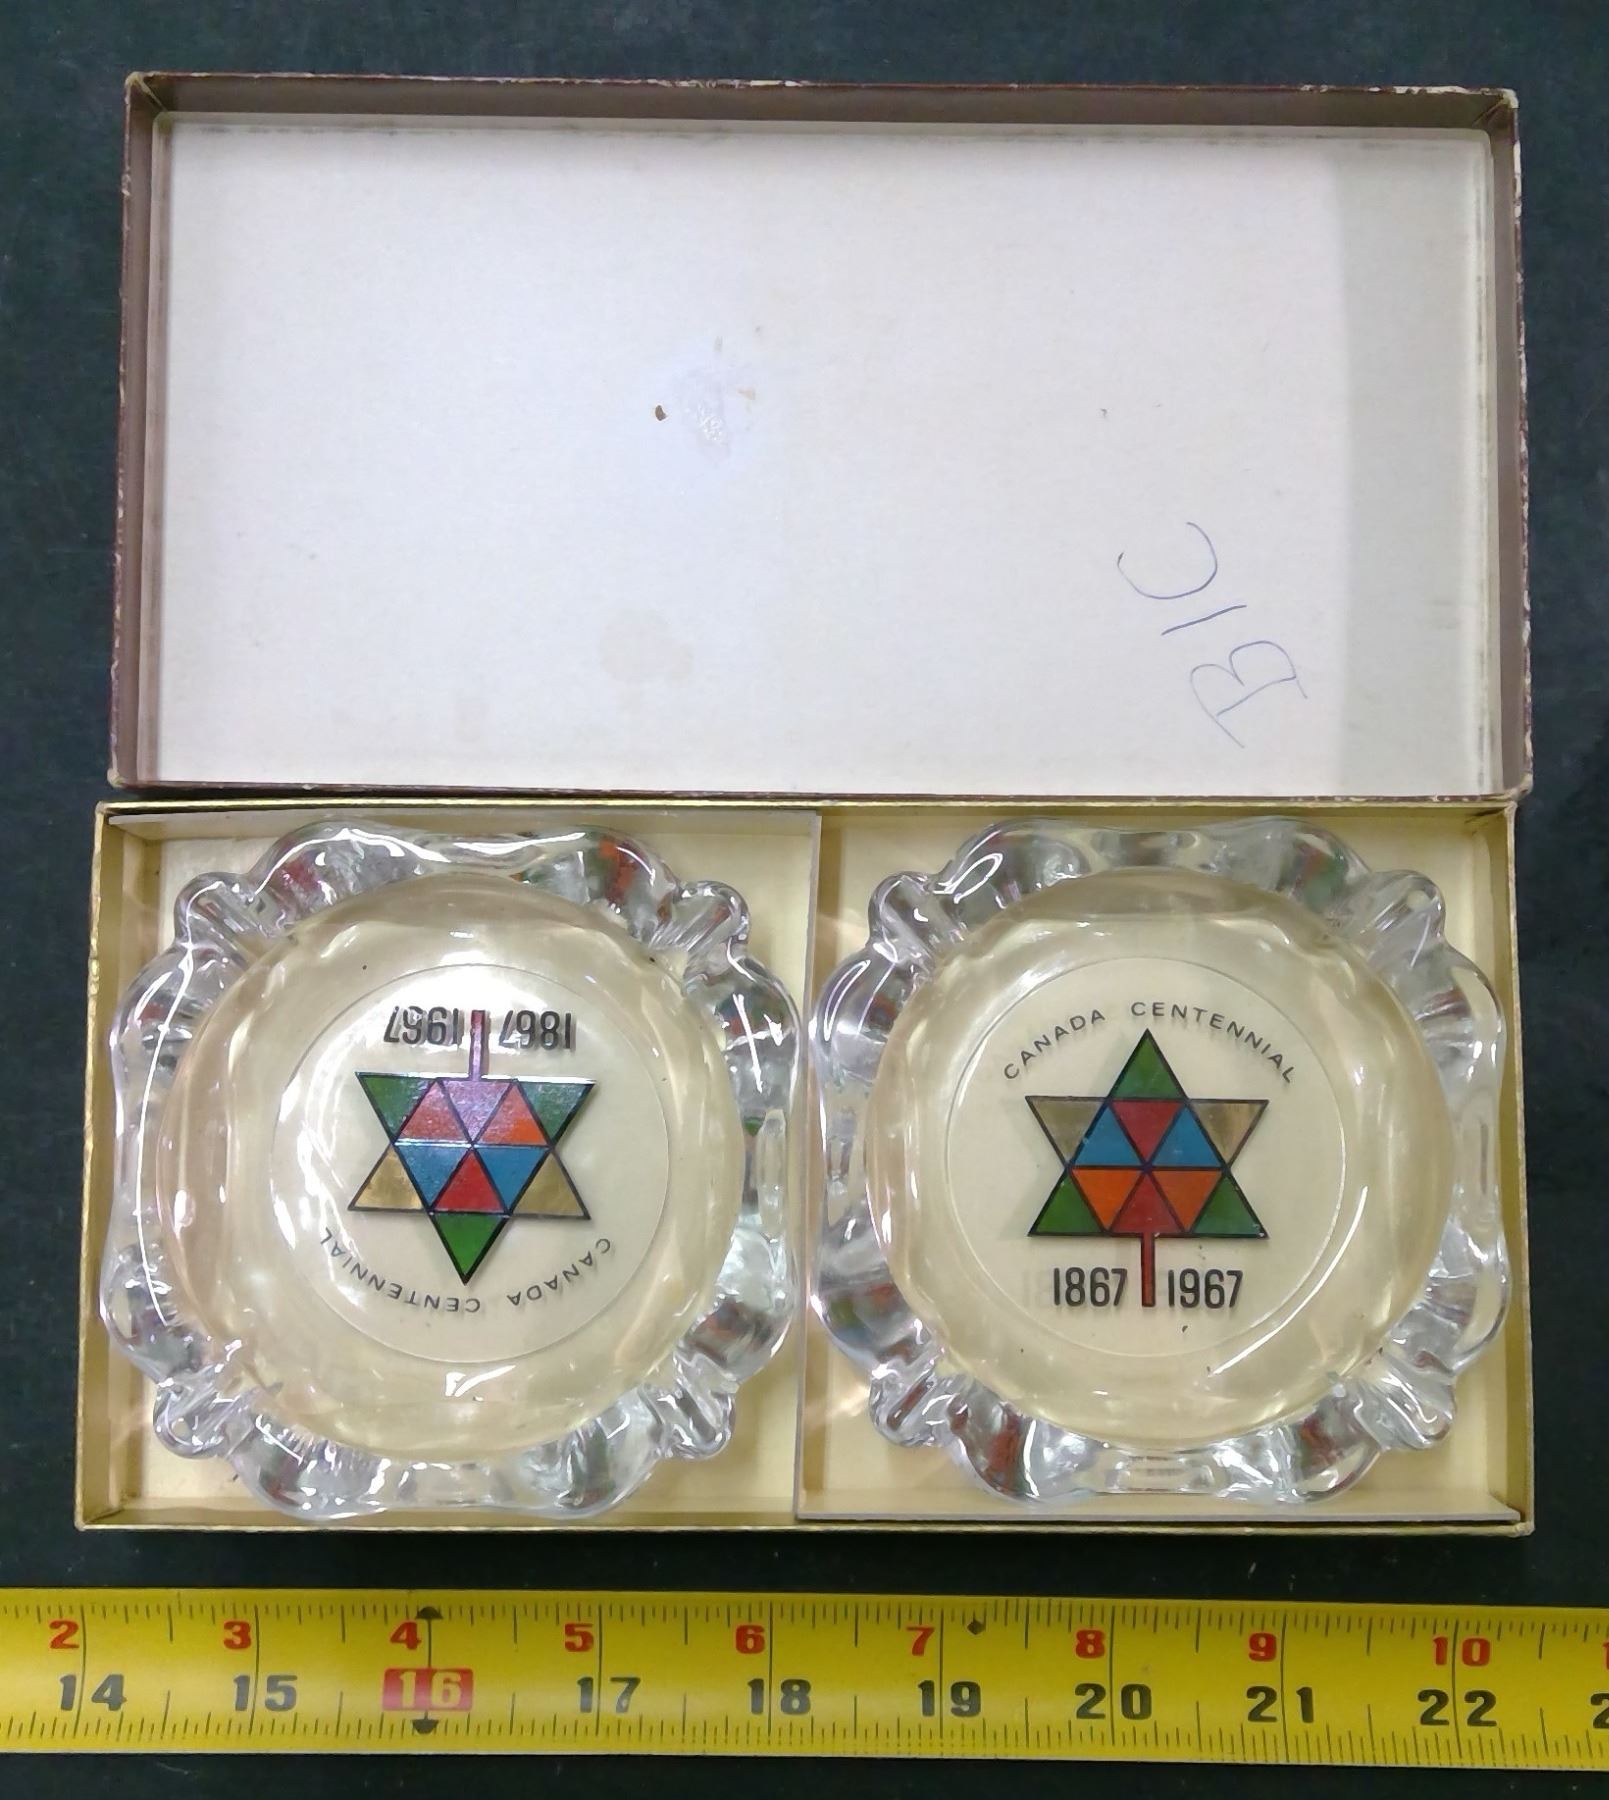 BIC
1867 1967
CANADA CENTENNIAL
CANADA CENTENNIAL
1867 1967
2 3 4 5 6 7 8 9 10
14 15 16 17 18 19 20 21 22